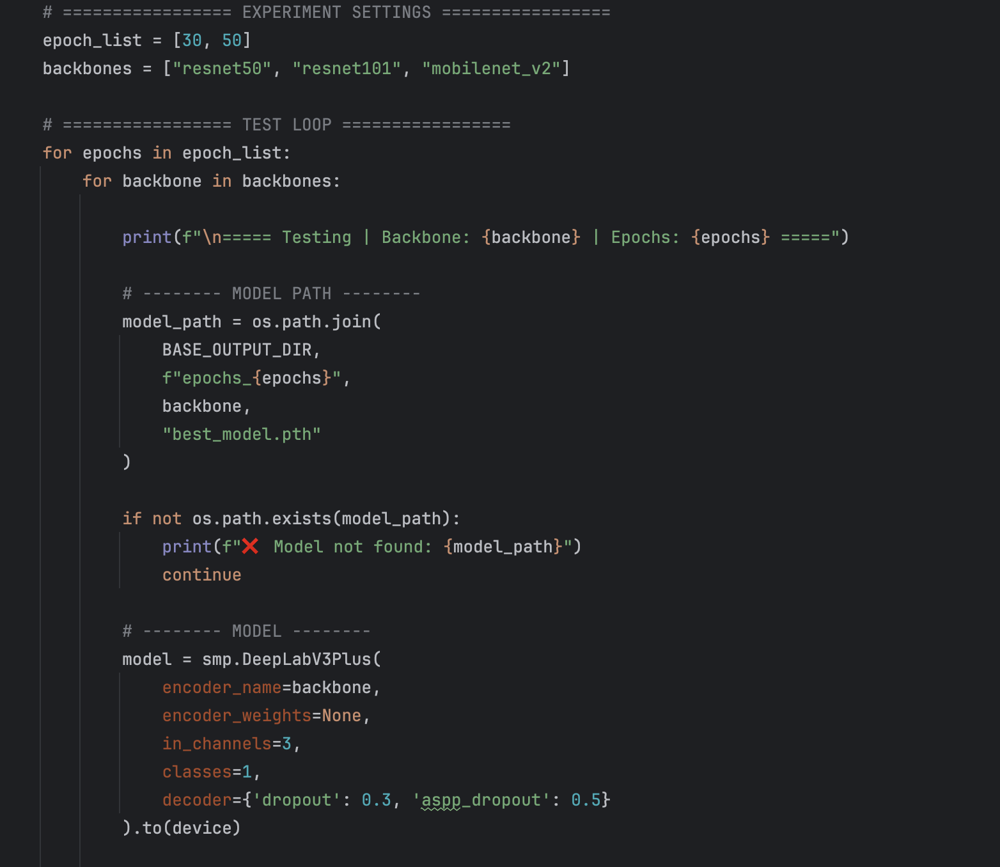 # ================= EXPERIMENT SETTINGS =================
epoch_list = [30, 50]
backbones = ["resnet50", "resnet101", "mobilenet_v2"]
# ================= TEST LOOP =================
for epochs in epoch_list:
for backbone in backbones:
print(f"\n===== Testing | Backbone: {backbone} | Epochs: {epochs} =====")
# -------- MODEL PATH --------
model_path = os.path.join(
BASE_OUTPUT_DIR,
f"epochs_{epochs}",
backbone,
"best_model.pth"
)
if not os.path.exists(model_path):
print(f"❌ Model not found: {model_path}")
continue
# -------- MODEL --------
model = smp.DeepLabV3Plus(
encoder_name=backbone,
encoder_weights=None,
in_channels=3,
classes=1,
decoder={'dropout': 0.3, 'aspp_dropout': 0.5}
).to(device)